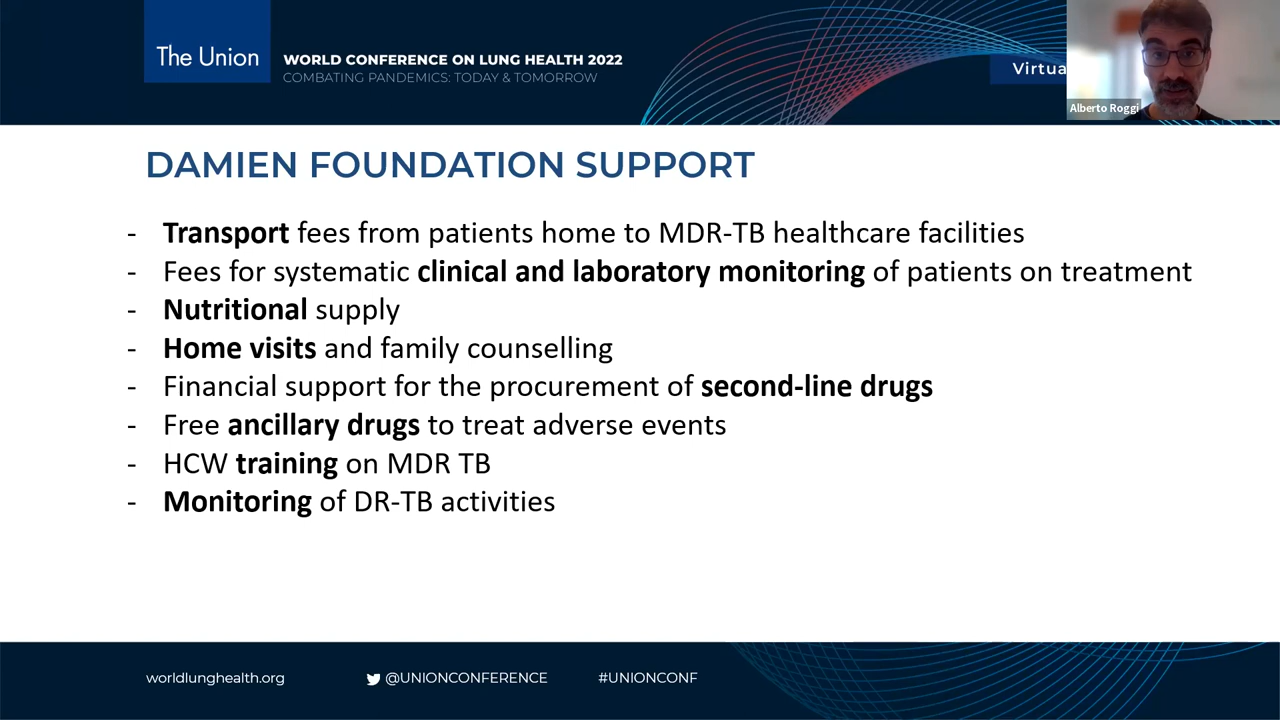 The Union
WORLD CONFERENCE ON LUNG HEALTH 2022
COMBATING PANDEMICS: TODAY & TOMORROW
Virtua
Alberto Roggi
DAMIEN FOUNDATION SUPPORT
- Transport fees from patients home to MDR-TB healthcare facilities
- Fees for systematic clinical and laboratory monitoring of patients on treatment
- Nutritional supply
- Home visits and family counselling
- Financial support for the procurement of second-line drugs
- Free ancillary drugs to treat adverse events
- HCW training on MDR TB
- Monitoring of DR-TB activities
worldlunghealth.org
@UNIONCONFERENCE
#UNIONCONF